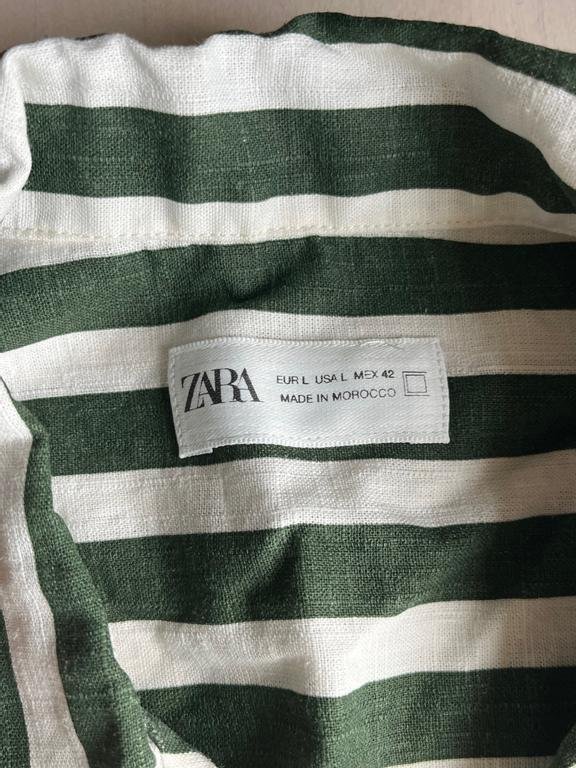 ZARA
EUR L USA L MEX 42
MADE IN MOROCCO